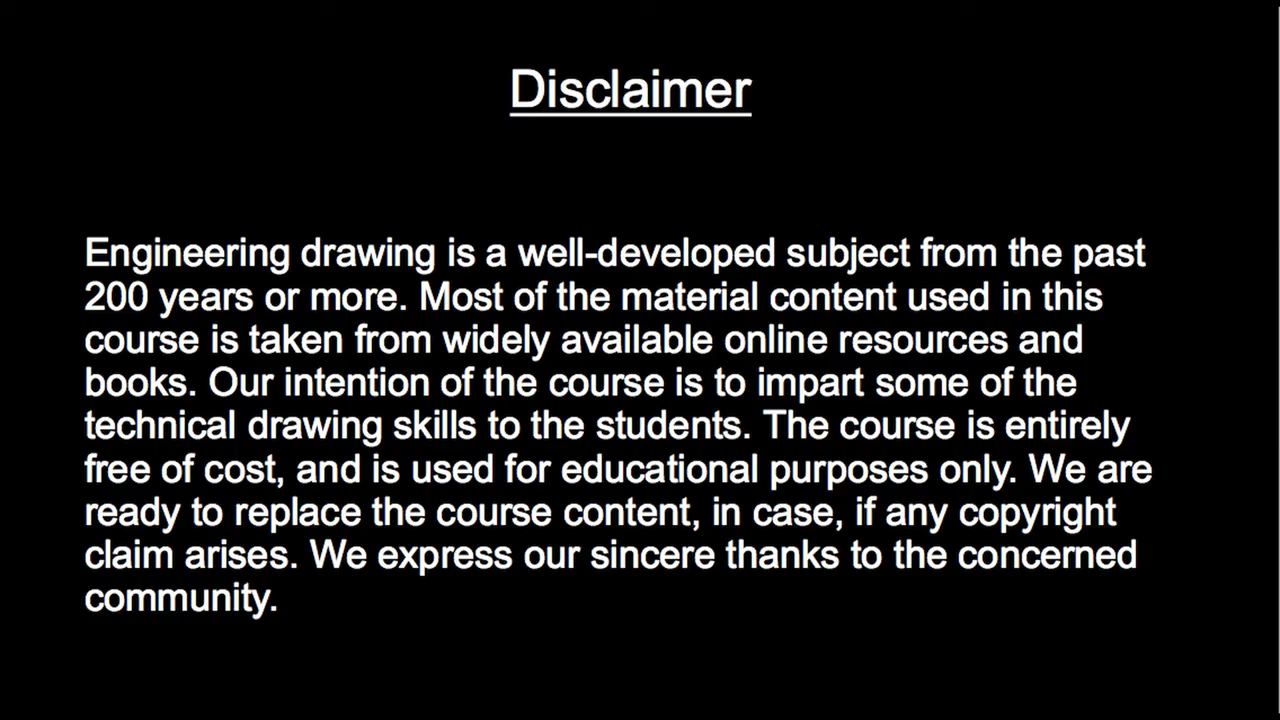 Disclaimer
Engineering drawing is a well-developed subject from the past
200 years or more. Most of the material content used in this
course is taken from widely available online resources and
books. Our intention of the course is to impart some of the
technical drawing skills to the students. The course is entirely
free of cost, and is used for educational purposes only. We are
ready to replace the course content, in case, if any copyright
claim arises. We express our sincere thanks to the concerned
community.